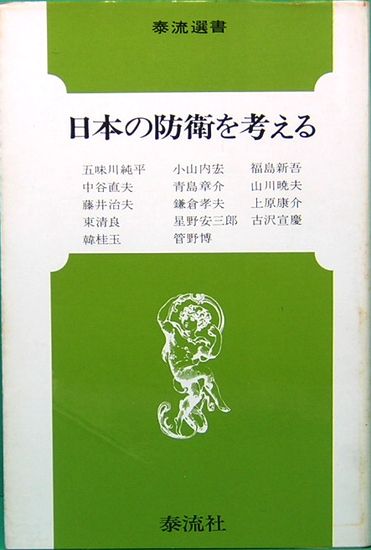 泰流選書
日本の防衛を考える
五味川純平 小山内宏 福島新吾
中谷直夫 青島章介 山川暁夫
藤井治夫 鎌倉孝夫 上原康介
東清良 星野安三郎 古沢宣慶
韓桂玉 管野博
泰流社